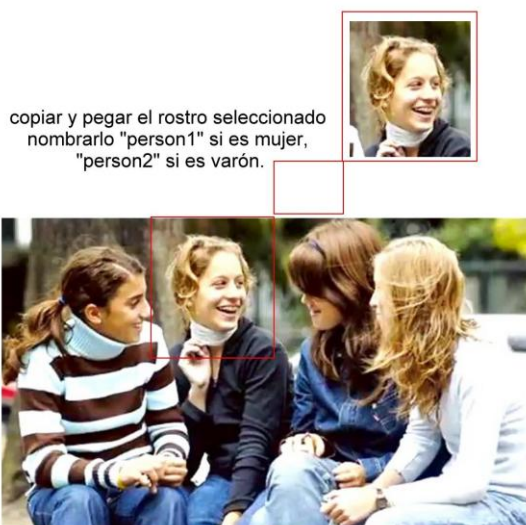 copiar y pegar el rostro seleccionado
nombrarlo "person1" si es mujer,
"person2" si es varón.